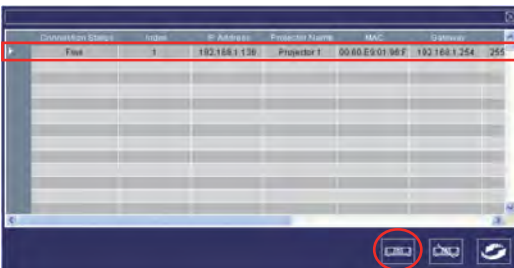 Connection Status Index IP Address Projector Name MAC Gateway
Free 1 192.168.1.136 Projector 1 00.60.E9.01.98.F 192.168.1.254 255